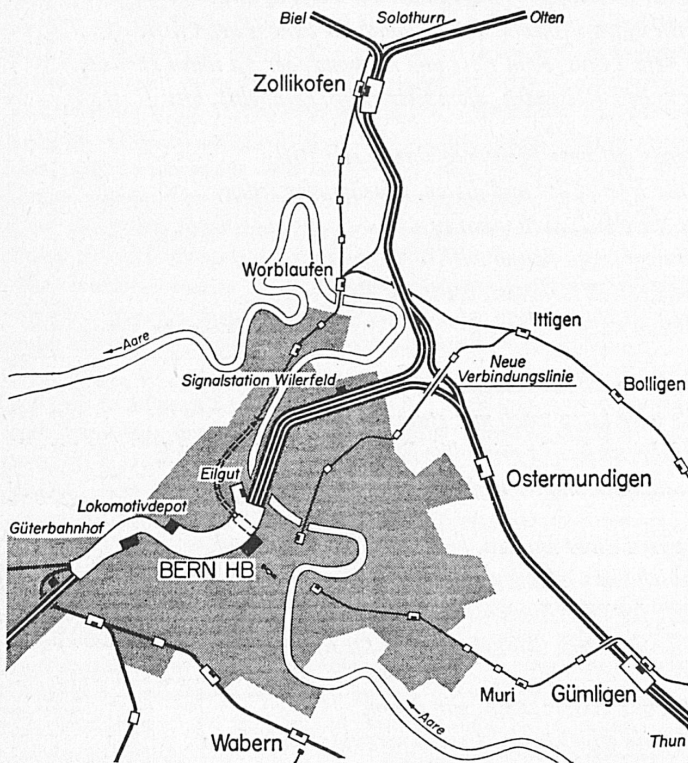 Biel
Solothurn
Olten
Zollikofen
Worblaufen
Ittigen
Aare
Neue
Verbindungslinie
Signalstation Wilerfeld
Bolligen
Ostermundigen
Eilgut
Lokomotivdepot
Güterbahnhof
BERN HB
Muri
Gümligen
Aare
Wabern
Thun